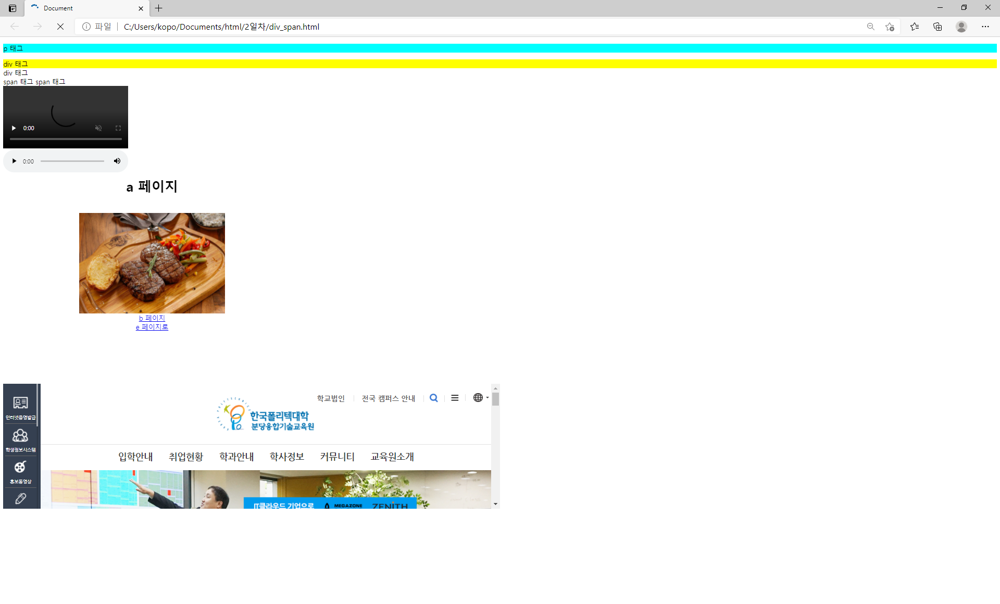 Document
파일 C:/Users/kopo/Documents/html/2일차/div_span.html
p 태그
div 태그
div 태그
span 태그 span 태그
0:00
0:00
a 페이지
b 페이지
e 페이지로
학교법인 전국 캠퍼스 안내
한국폴리텍대학
분당융합기술교육원
인터넷증명발급
학생정보시스템
홍보동영상
입학안내 취업현황 학과안내 학사정보 커뮤니티 교육원소개
IT클라우드 기업으로 MEGAZONE ZENITH